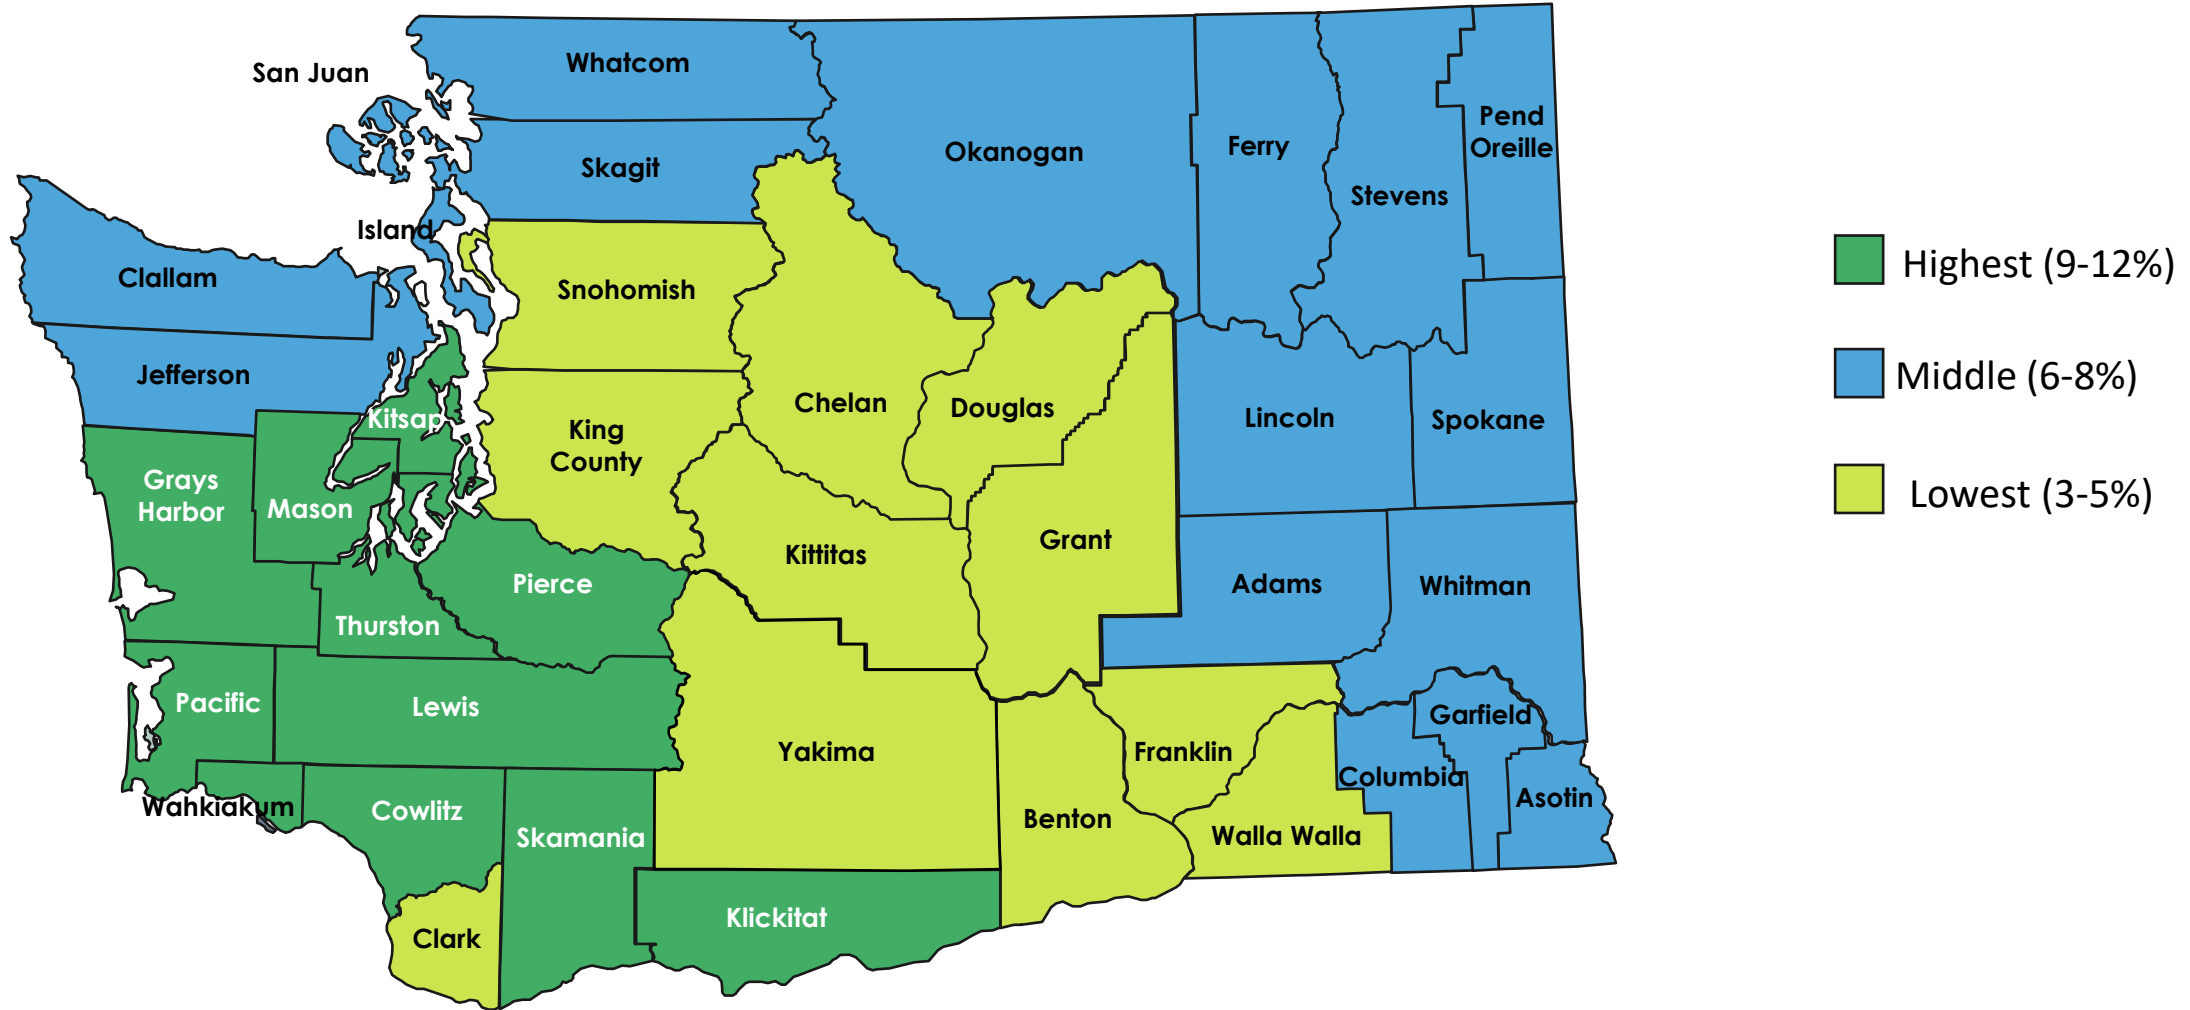 San Juan
Whatcom
Skagit
Okanogan
Ferry
Stevens
Pend
Oreille
Island
Clallam
Snohomish
Jefferson
Kitsap
King
County
Chelan
Douglas
Lincoln
Spokane
Grays
Harbor
Mason
Pierce
Kittitas
Grant
Adams
Whitman
Thurston
Pacific
Lewis
Yakima
Franklin
Garfield
Columbia
Asotin
Wahkiakum
Cowlitz
Skamania
Benton
Walla Walla
Clark
Klickitat
Highest (9-12%)
Middle (6-8%)
Lowest (3-5%)